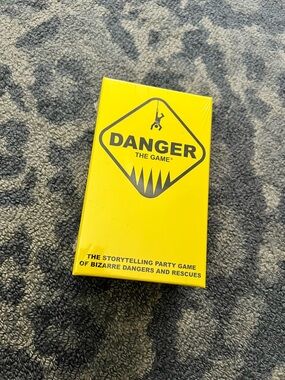 DANGER
THE GAME®
THE STORYTELLING PARTY GAME
OF BIZARRE DANGERS AND RESCUES